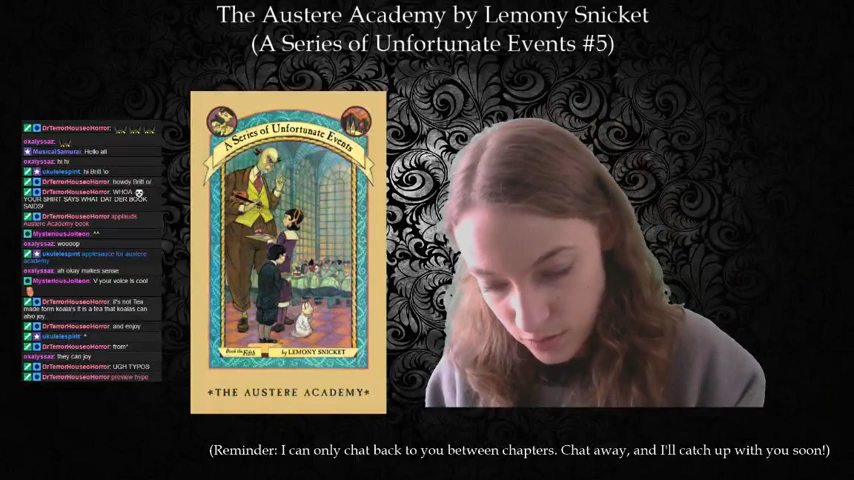 The Austere Academy by Lemony Snicket
(A Series of Unfortunate Events #5)
DrTerrorHouseoHorror:
oxalyssaz:
MusicalSamurai: Hello all
oxalyssaz: hi hi
ukulelespirit: hi Brit! \o
DrTerrorHouseoHorror: howdy Brit! o/
DrTerrorHouseoHorror: WHOA
YOUR SHIRT SAYS WHAT DAT DER BOOK
SAIDS!
DrTerrorHouseoHorror applauds
Austere Academy book
MysteriousJolteon: ^^
oxalyssaz: woooop
ukulelespirit applesauce for austere
academy
oxalyssaz: ah okay makes sense
MysteriousJolteon: V your voice is cool
DrTerrorHouseoHorror: it's not Tea
made form koala's it is a tea that koalas can
also joy.
DrTerrorHouseoHorror: and enjoy
ukulelespirit: ^
DrTerrorHouseoHorror: from*
oxalyssaz: they can joy
DrTerrorHouseoHorror: UGH TYPOS
DrTerrorHouseoHorror preview hype
A Series of Unfortunate Events
Book the Fifth
by LEMONY SNICKET
*THE AUSTERE ACADEMY*
(Reminder: I can only chat back to you between chapters. Chat away, and I'll catch up with you soon!)